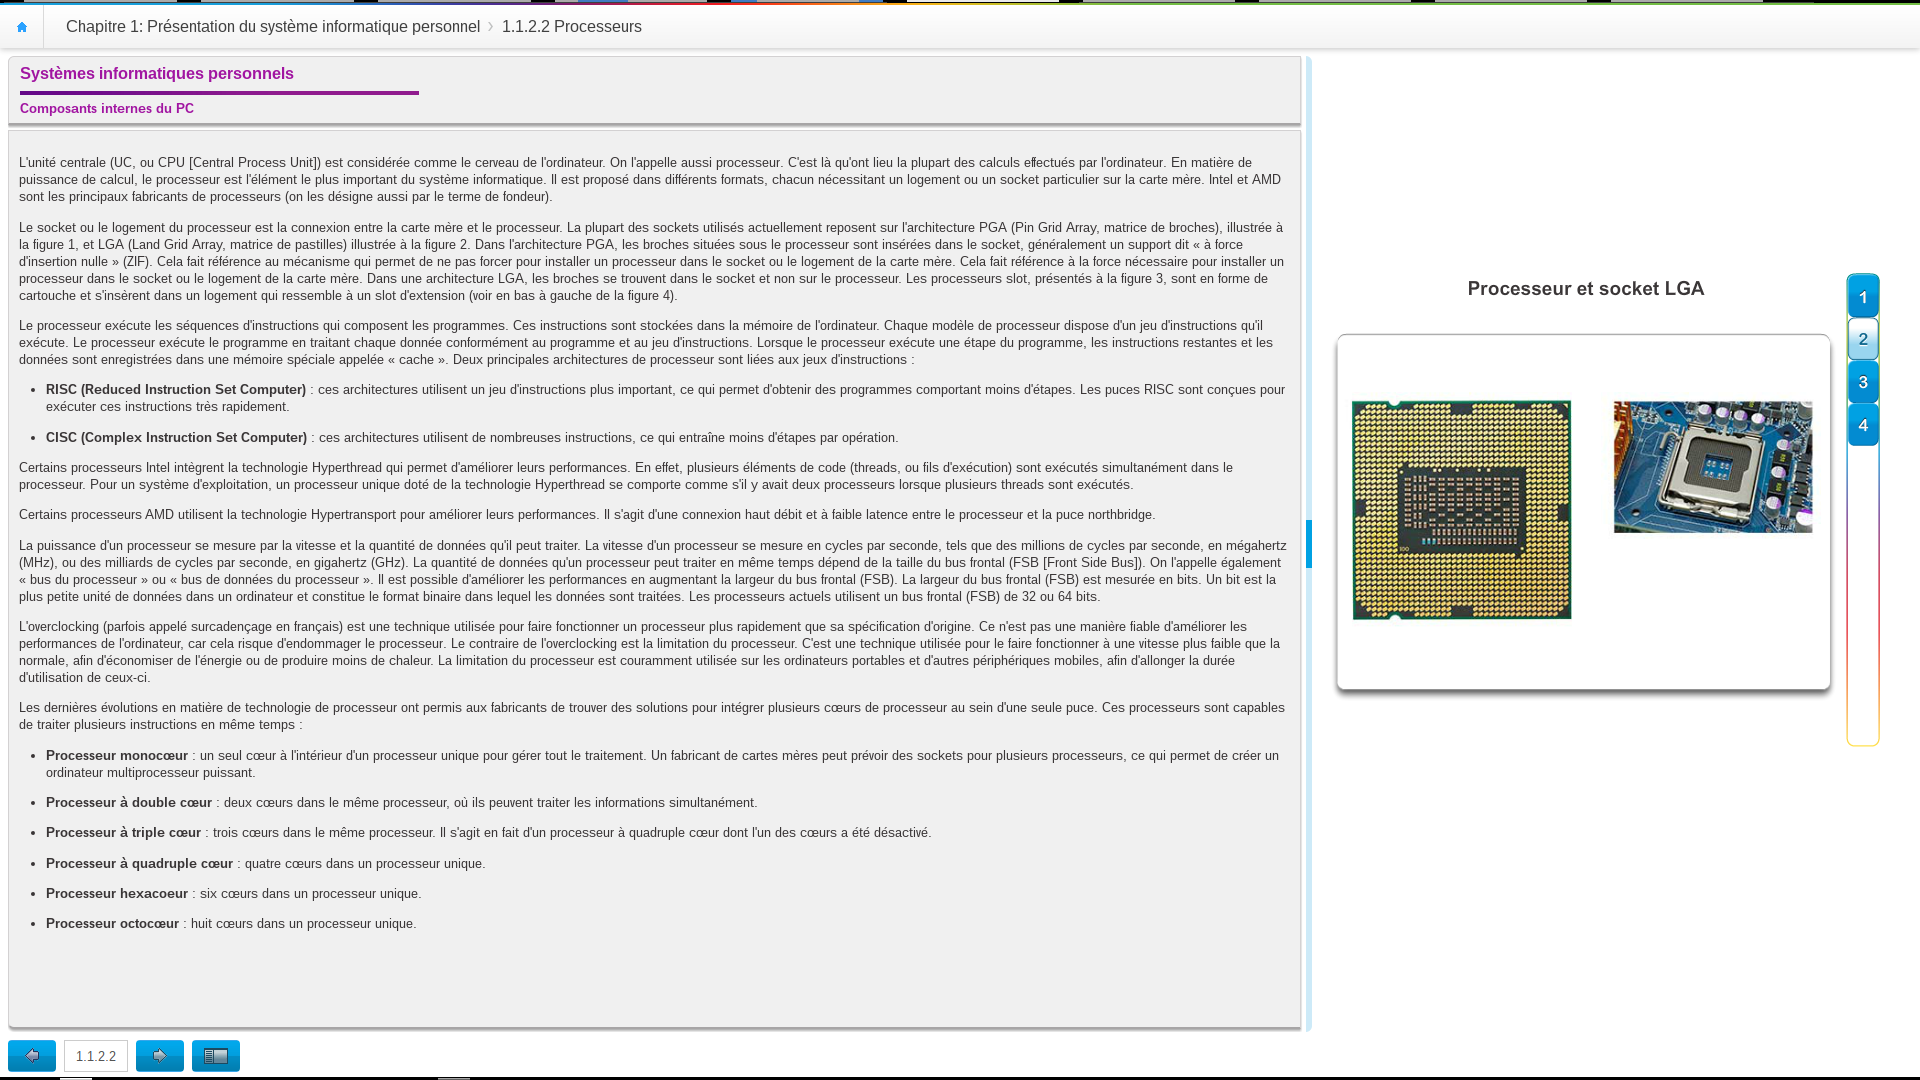 Chapitre 1: Présentation du système informatique personnel 〉 1.1.2.2 Processeurs
Systèmes informatiques personnels
Composants internes du PC
L'unité centrale (UC, ou CPU [Central Process Unit]) est considérée comme le cerveau de l'ordinateur. On l'appelle aussi processeur. C'est là qu'ont lieu la plupart des calculs effectués par l'ordinateur. En matière de
puissance de calcul, le processeur est l'élément le plus important du système informatique. Il est proposé dans différents formats, chacun nécessitant un logement ou un socket particulier sur la carte mère. Intel et AMD
sont les principaux fabricants de processeurs (on les désigne aussi par le terme de fondeur).
Le socket ou le logement du processeur est la connexion entre la carte mère et le processeur. La plupart des sockets utilisés actuellement reposent sur l'architecture PGA (Pin Grid Array, matrice de broches), illustrée à
la figure 1, et LGA (Land Grid Array, matrice de pastilles) illustrée à la figure 2. Dans l'architecture PGA, les broches situées sous le processeur sont insérées dans le socket, généralement un support dit « à force
d'insertion nulle » (ZIF). Cela fait référence au mécanisme qui permet de ne pas forcer pour installer un processeur dans le socket ou le logement de la carte mère. Cela fait référence à la force nécessaire pour installer un
processeur dans le socket ou le logement de la carte mère. Dans une architecture LGA, les broches se trouvent dans le socket et non sur le processeur. Les processeurs slot, présentés à la figure 3, sont en forme de
cartouche et s'insèrent dans un logement qui ressemble à un slot d'extension (voir en bas à gauche de la figure 4).
Le processeur exécute les séquences d'instructions qui composent les programmes. Ces instructions sont stockées dans la mémoire de l'ordinateur. Chaque modèle de processeur dispose d'un jeu d'instructions qu'il
exécute. Le processeur exécute le programme en traitant chaque donnée conformément au programme et au jeu d'instructions. Lorsque le processeur exécute une étape du programme, les instructions restantes et les
données sont enregistrées dans une mémoire spéciale appelée « cache ». Deux principales architectures de processeur sont liées aux jeux d'instructions :
• RISC (Reduced Instruction Set Computer) : ces architectures utilisent un jeu d'instructions plus important, ce qui permet d'obtenir des programmes comportant moins d'étapes. Les puces RISC sont conçues pour
exécuter ces instructions très rapidement.
• CISC (Complex Instruction Set Computer) : ces architectures utilisent de nombreuses instructions, ce qui entraîne moins d'étapes par opération.
Certains processeurs Intel intègrent la technologie Hyperthread qui permet d'améliorer leurs performances. En effet, plusieurs éléments de code (threads, ou fils d'exécution) sont exécutés simultanément dans le
processeur. Pour un système d'exploitation, un processeur unique doté de la technologie Hyperthread se comporte comme s'il y avait deux processeurs lorsque plusieurs threads sont exécutés.
Certains processeurs AMD utilisent la technologie Hypertransport pour améliorer leurs performances. Il s'agit d'une connexion haut débit et à faible latence entre le processeur et la puce northbridge.
La puissance d'un processeur se mesure par la vitesse et la quantité de données qu'il peut traiter. La vitesse d'un processeur se mesure en cycles par seconde, tels que des millions de cycles par seconde, en mégahertz
(MHz), ou des milliards de cycles par seconde, en gigahertz (GHz). La quantité de données qu'un processeur peut traiter en même temps dépend de la taille du bus frontal (FSB [Front Side Bus]). On l'appelle également
« bus du processeur » ou « bus de données du processeur ». Il est possible d'améliorer les performances en augmentant la largeur du bus frontal (FSB). La largeur du bus frontal (FSB) est mesurée en bits. Un bit est la
plus petite unité de données dans un ordinateur et constitue le format binaire dans lequel les données sont traitées. Les processeurs actuels utilisent un bus frontal (FSB) de 32 ou 64 bits.
L'overclocking (parfois appelé surcadençage en français) est une technique utilisée pour faire fonctionner un processeur plus rapidement que sa spécification d'origine. Ce n'est pas une manière fiable d'améliorer les
performances de l'ordinateur, car cela risque d'endommager le processeur. Le contraire de l'overclocking est la limitation du processeur. C'est une technique utilisée pour le faire fonctionner à une vitesse plus faible que la
normale, afin d'économiser de l'énergie ou de produire moins de chaleur. La limitation du processeur est couramment utilisée sur les ordinateurs portables et d'autres périphériques mobiles, afin d'allonger la durée
d'utilisation de ceux-ci.
Les dernières évolutions en matière de technologie de processeur ont permis aux fabricants de trouver des solutions pour intégrer plusieurs cœurs de processeur au sein d'une seule puce. Ces processeurs sont capables
de traiter plusieurs instructions en même temps :
• Processeur monocœur : un seul cœur à l'intérieur d'un processeur unique pour gérer tout le traitement. Un fabricant de cartes mères peut prévoir des sockets pour plusieurs processeurs, ce qui permet de créer un
ordinateur multiprocesseur puissant.
• Processeur à double cœur : deux cœurs dans le même processeur, où ils peuvent traiter les informations simultanément.
• Processeur à triple cœur : trois cœurs dans le même processeur. Il s'agit en fait d'un processeur à quadruple cœur dont l'un des cœurs a été désactivé.
• Processeur à quadruple cœur : quatre cœurs dans un processeur unique.
• Processeur hexacoeur : six cœurs dans un processeur unique.
• Processeur octocœur : huit cœurs dans un processeur unique.
Processeur et socket LGA
1
2
3
4
1.1.2.2